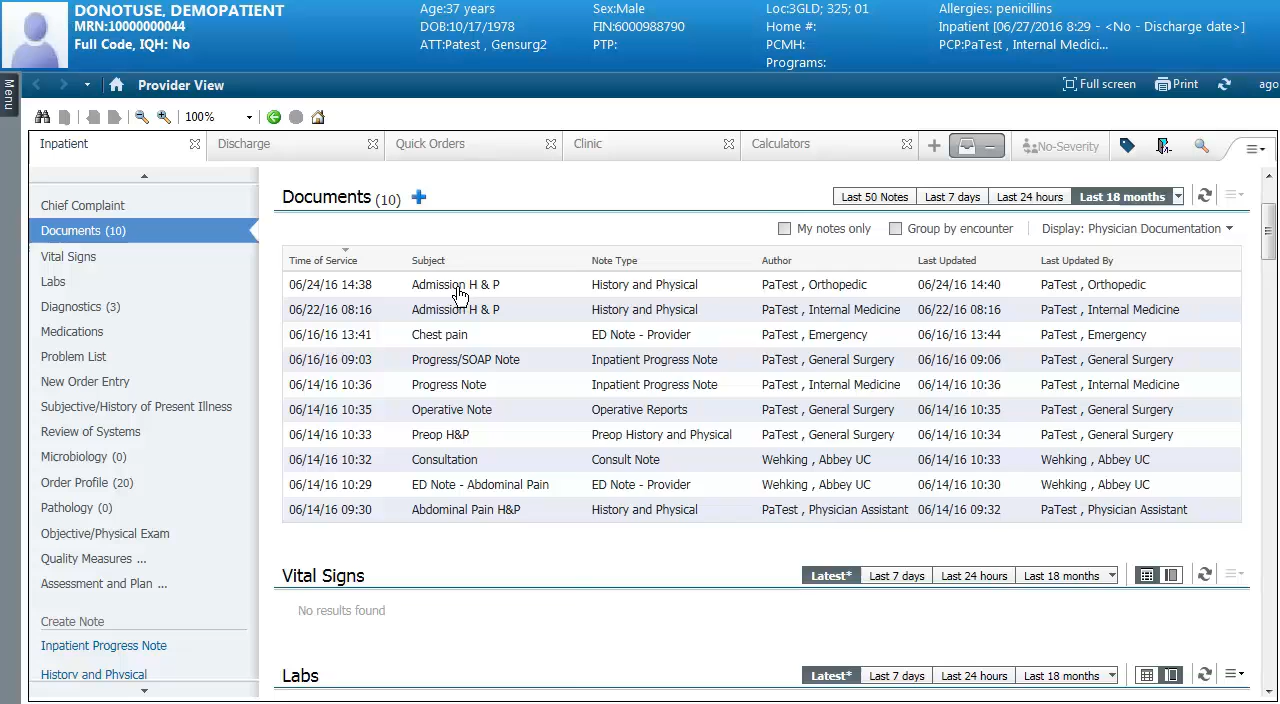 DONOTUSE, DEMOPATIENT
MRN:10000000044
Full Code, IQH: No
Age:37 years
DOB:10/17/1978
ATT:Patest , Gensurg2
Sex:Male
FIN:6000988790
PTP:
Loc:3GLD; 325; 01
Home #:
PCMH:
Programs:
Allergies: penicillins
Inpatient [06/27/2016 8:29 - <No - Discharge date>]
PCP:PaTest , Internal Medici...
Menu
Provider View
Full screen
Print
ago
100%
Inpatient
Discharge
Quick Orders
Clinic
Calculators
No-Severity
Chief Complaint
Documents (10)
Vital Signs
Labs
Diagnostics (3)
Medications
Problem List
New Order Entry
Subjective/History of Present Illness
Review of Systems
Microbiology (0)
Order Profile (20)
Pathology (0)
Objective/Physical Exam
Quality Measures ...
Assessment and Plan ...
Create Note
Inpatient Progress Note
History and Physical
Documents (10)
Last 50 Notes Last 7 days Last 24 hours Last 18 months
My notes only Group by encounter Display: Physician Documentation
Time of Service Subject Note Type Author Last Updated Last Updated By
06/24/16 14:38 Admission H & P History and Physical PaTest , Orthopedic 06/24/16 14:40 PaTest , Orthopedic
06/22/16 08:16 Admission H & P History and Physical PaTest , Internal Medicine 06/22/16 08:16 PaTest , Internal Medicine
06/16/16 13:41 Chest pain ED Note - Provider PaTest , Emergency 06/16/16 13:44 PaTest , Emergency
06/16/16 09:03 Progress/SOAP Note Inpatient Progress Note PaTest , General Surgery 06/16/16 09:06 PaTest , General Surgery
06/14/16 10:36 Progress Note Inpatient Progress Note PaTest , Internal Medicine 06/14/16 10:36 PaTest , Internal Medicine
06/14/16 10:35 Operative Note Operative Reports PaTest , General Surgery 06/14/16 10:35 PaTest , General Surgery
06/14/16 10:33 Preop H&P Preop History and Physical PaTest , General Surgery 06/14/16 10:34 PaTest , General Surgery
06/14/16 10:32 Consultation Consult Note Wehking , Abbey UC 06/14/16 10:33 Wehking , Abbey UC
06/14/16 10:29 ED Note - Abdominal Pain ED Note - Provider Wehking , Abbey UC 06/14/16 10:30 Wehking , Abbey UC
06/14/16 09:30 Abdominal Pain H&P History and Physical PaTest , Physician Assistant 06/14/16 09:32 PaTest , Physician Assistant
Vital Signs
Latest* Last 7 days Last 24 hours Last 18 months
No results found
Labs
Latest* Last 7 days Last 24 hours Last 18 months